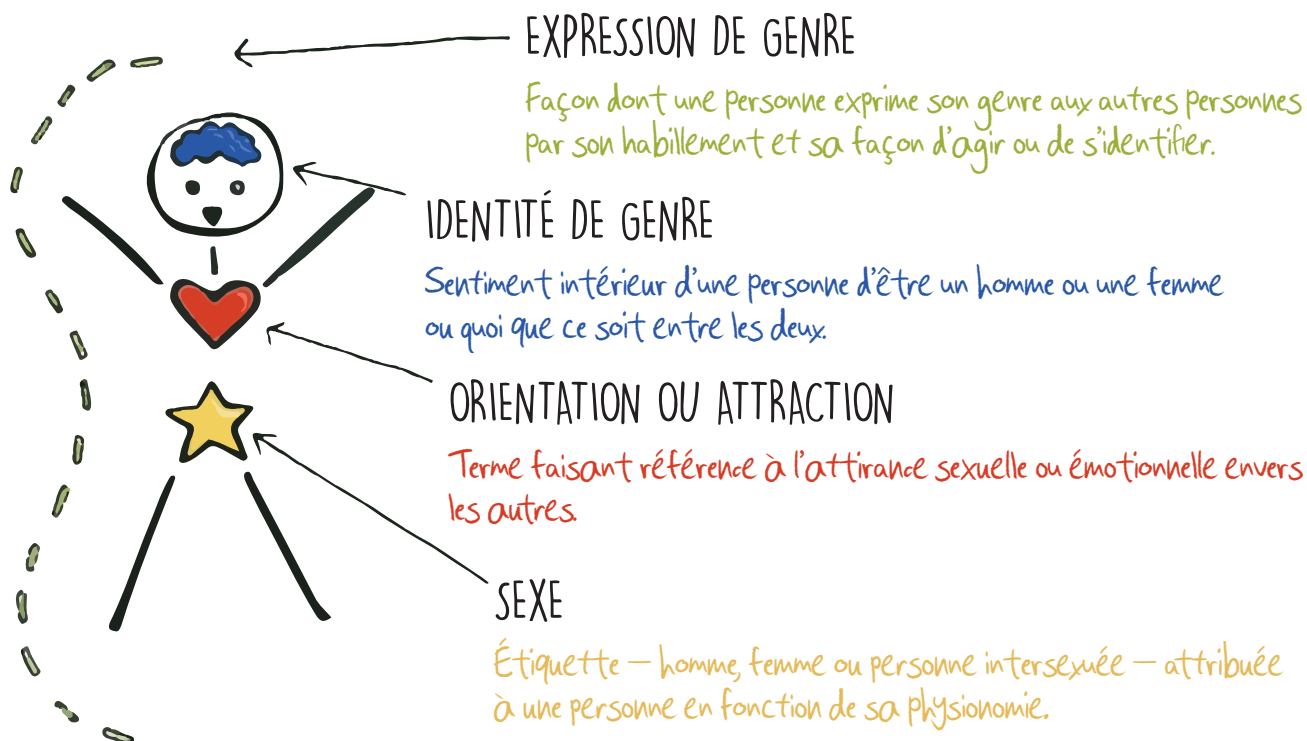 EXPRESSION DE GENRE
Façon dont une personne exprime son genre aux autres personnes
par son habillement et sa façon d'agir ou de s'identifier.
IDENTITÉ DE GENRE
Sentiment intérieur d'une personne d'être un homme ou une femme
ou quoi que ce soit entre les deux.
ORIENTATION OU ATTRACTION
Terme faisant référence à l'attirance sexuelle ou émotionnelle envers
les autres.
SEXE
Étiquette – homme, femme ou personne intersexuée – attribuée
à une personne en fonction de sa physionomie.